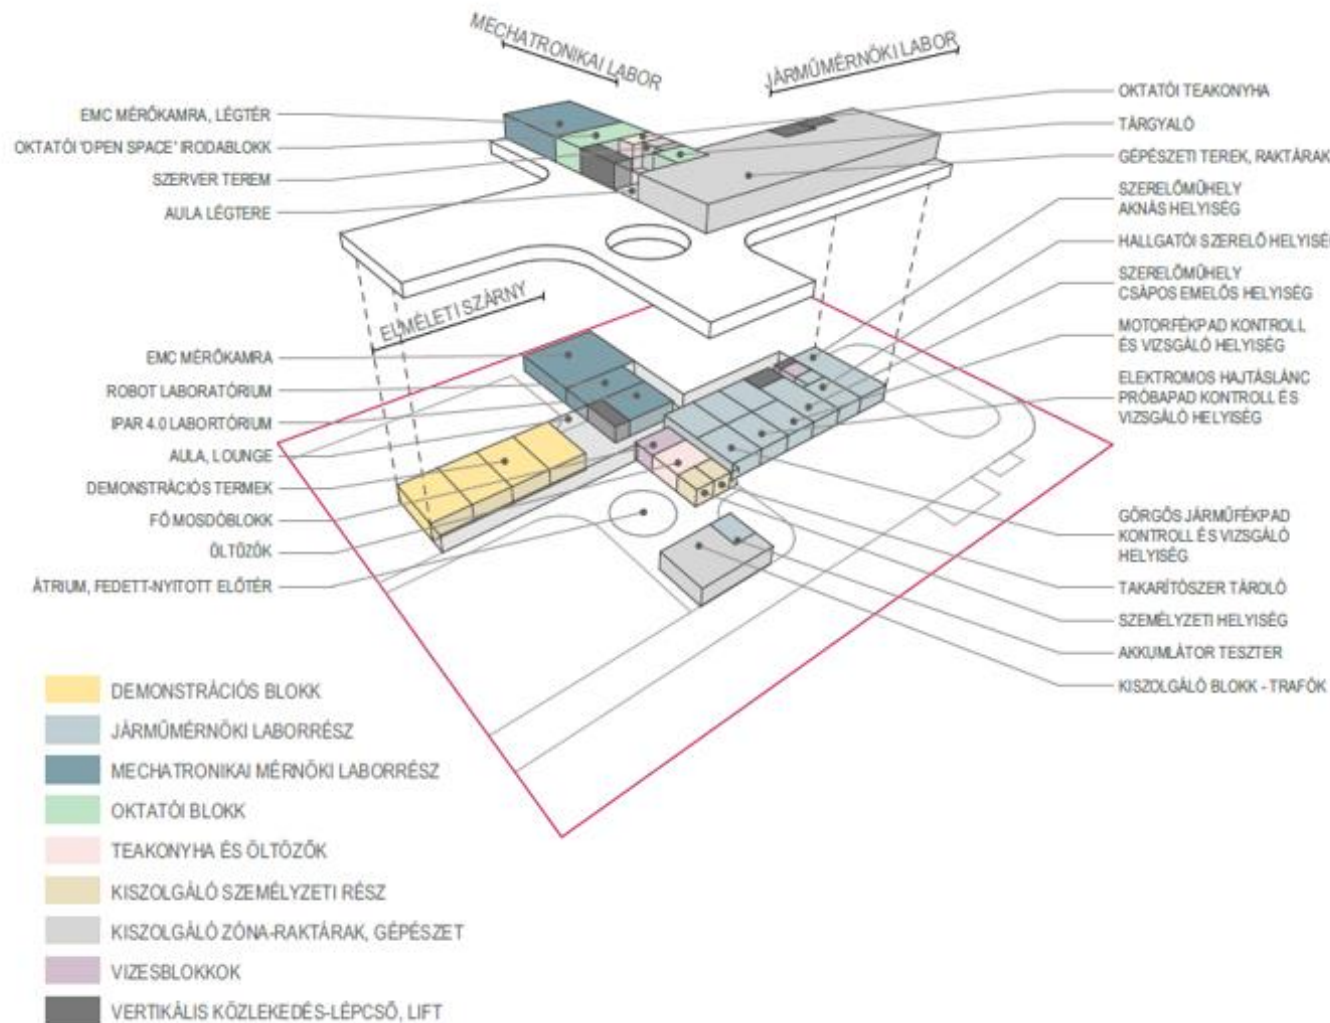 MECHATRONIKAI LABOR
JÁRMŰMÉRNÖKI LABOR
EMC MÉRŐKAMRA, LÉGTÉR
OKTATÓI 'OPEN SPACE' IRODABLOKK
SZERVER TEREM
AULA LÉGTERE
OKTATÓI TEAKONYHA
TÁRGYALÓ
GÉPÉSZETI TEREK, RAKTÁRAK
SZERELŐMŰHELY
AKNÁS HELYISÉG
HALLGATÓI SZERELŐ HELYISÉ
SZERELŐMŰHELY
CSÁPOS EMELŐS HELYISÉG
MOTORFÉKPAD KONTROLL
ÉS VIZSGÁLÓ HELYISÉG
ELEKTROMOS HAJTÁSLÁNC
PRÓBAPAD KONTROLL ÉS
VIZSGÁLÓ HELYISÉG
ELMÉLETI SZÁRNY
EMC MÉRŐKAMRA
ROBOT LABORATÓRIUM
IPAR 4.0 LABORTÓRIUM
AULA, LOUNGE
DEMONSTRÁCIÓS TERMEK
FŐ MOSDÓBLOKK
ÖLTÖZŐK
ÁTRIUM, FEDETT-NYITOTT ELŐTÉR
GÖRGŐS JÁRMŰFÉKPAD
KONTROLL ÉS VIZSGÁLÓ
HELYISÉG
TAKARÍTÓSZER TÁROLÓ
SZEMÉLYZETI HELYISÉG
AKKUMLÁTOR TESZTER
KISZOLGÁLÓ BLOKK - TRAFÓK
DEMONSTRÁCIÓS BLOKK
JÁRMŰMÉRNÖKI LABORRÉSZ
MECHATRONIKAI MÉRNÖKI LABORRÉSZ
OKTATÓI BLOKK
TEAKONYHA ÉS ÖLTÖZŐK
KISZOLGÁLÓ SZEMÉLYZETI RÉSZ
KISZOLGÁLÓ ZÓNA-RAKTÁRAK, GÉPÉSZET
VIZESBLOKKOK
VERTIKÁLIS KÖZLEKEDÉS-LÉPCSŐ, LIFT